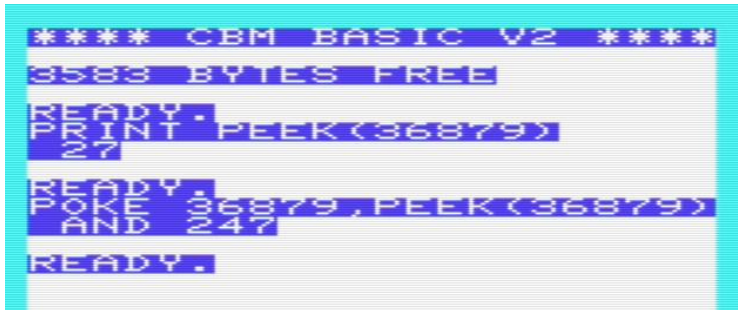 **** CBM BASIC V2 ****
3583 BYTES FREE
READY.
PRINT PEEK(36879)
 27
READY.
POKE 36879,PEEK(36879)
 AND 247
READY.